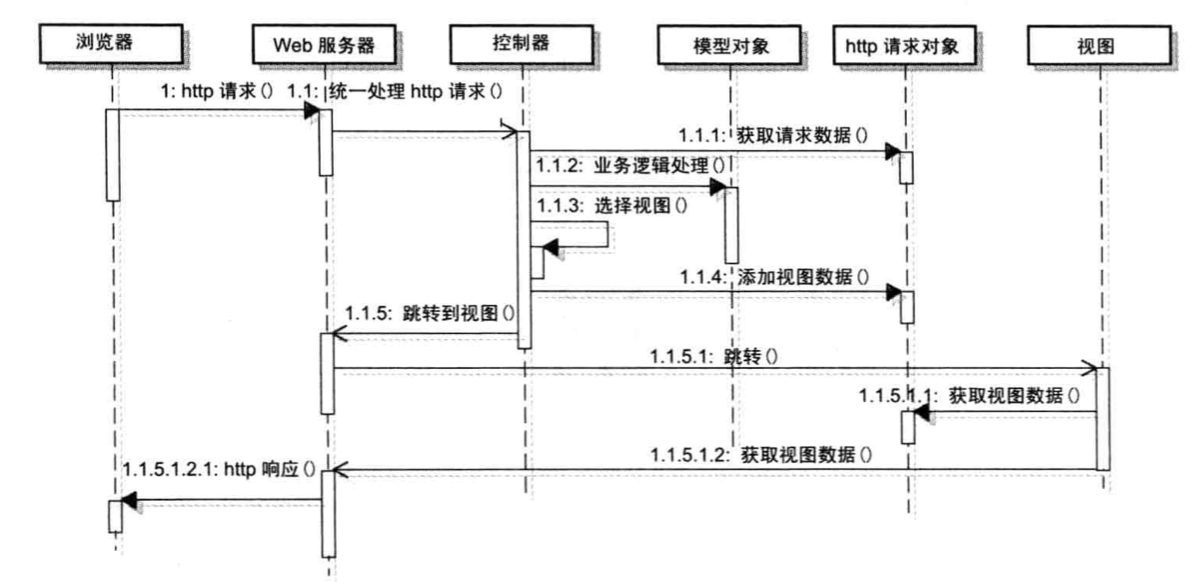 浏览器
Web 服务器
控制器
模型对象
http 请求对象
视图
1: http 请求()
1.1: 统一处理 http 请求()
1.1.1: 获取请求数据()
1.1.2: 业务逻辑处理()
1.1.3: 选择视图()
1.1.4: 添加视图数据()
1.1.5: 跳转到视图()
1.1.5.1: 跳转()
1.1.5.1.1: 获取视图数据()
1.1.5.1.2: 获取视图数据()
1.1.5.1.2.1: http 响应()